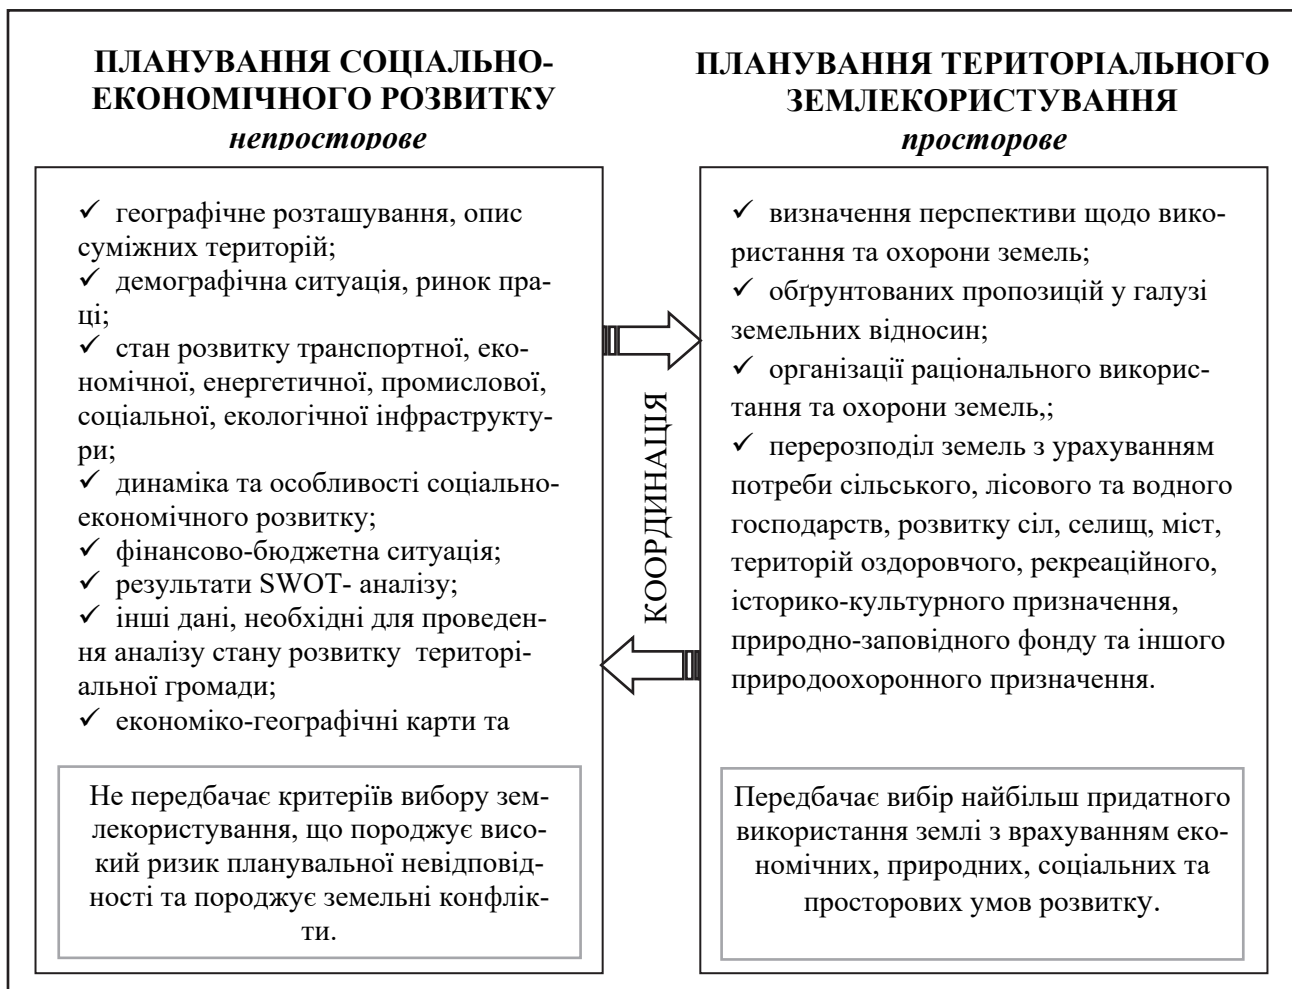 ПЛАНУВАННЯ СОЦІАЛЬНО-
ЕКОНОМІЧНОГО РОЗВИТКУ
непросторове
✓ географічне розташування, опис
суміжних територій;
✓ демографічна ситуація, ринок пра-
ці;
✓ стан розвитку транспортної, еко-
номічної, енергетичної, промислової,
соціальної, екологічної інфраструкту-
ри;
✓ динаміка та особливості соціально-
економічного розвитку;
✓ фінансово-бюджетна ситуація;
✓ результати SWOT- аналізу;
✓ інші дані, необхідні для проведен-
ня аналізу стану розвитку територі-
альної громади;
✓ економіко-географічні карти та
Не передбачає критеріїв вибору зем-
лекористування, що породжує висо-
кий ризик планувальної невідповід-
ності та породжує земельні конфлік-
ти.
КООРДИНАЦІЯ
ПЛАНУВАННЯ ТЕРИТОРІАЛЬНОГО
ЗЕМЛЕКОРИСТУВАННЯ
просторове
✓ визначення перспективи щодо вико-
ристання та охорони земель;
✓ обґрунтованих пропозицій у галузі
земельних відносин;
✓ організації раціонального викорис-
тання та охорони земель,;
✓ перерозподіл земель з урахуванням
потреби сільського, лісового та водного
господарств, розвитку сіл, селищ, міст,
територій оздоровчого, рекреаційного,
історико-культурного призначення,
природно-заповідного фонду та іншого
природоохоронного призначення.
Передбачає вибір найбільш придатного
використання землі з врахуванням еко-
номічних, природних, соціальних та
просторових умов розвитку.